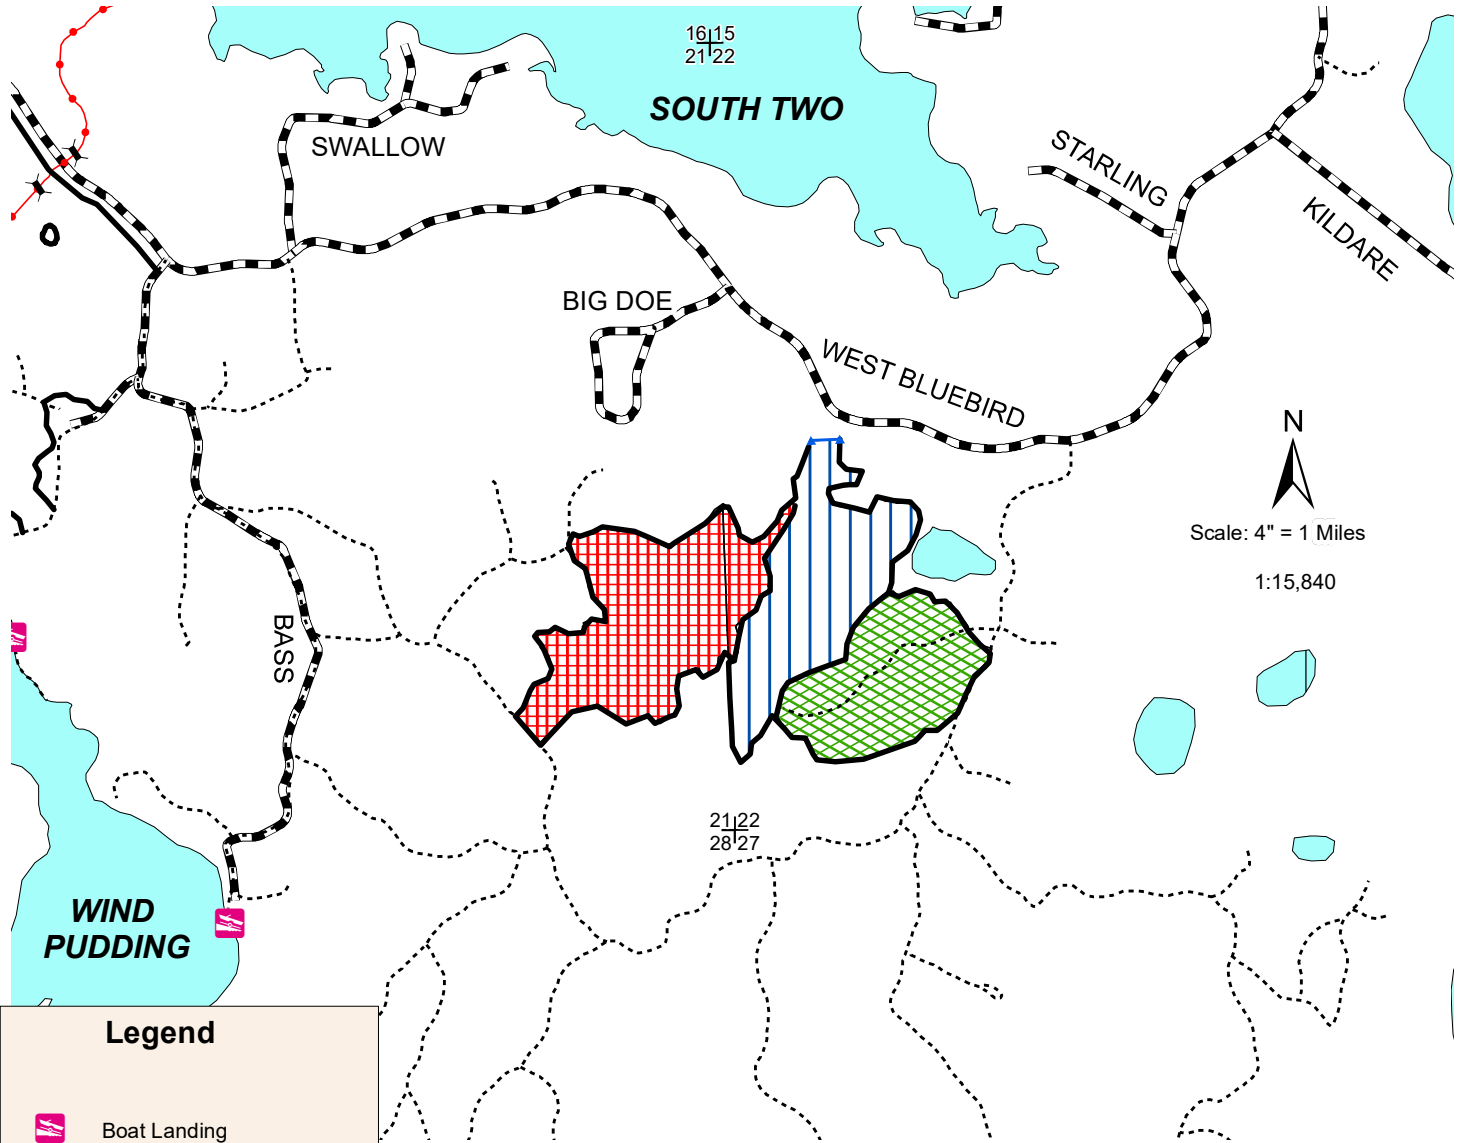 16 15
21 22
SOUTH TWO
SWALLOW
STARLING
KILDARE
BIG DOE
WEST BLUEBIRD
N
Scale: 4" = 1 Miles
1:15,840
BASS
21 22
28 27
WIND
PUDDING
Legend
Boat Landing